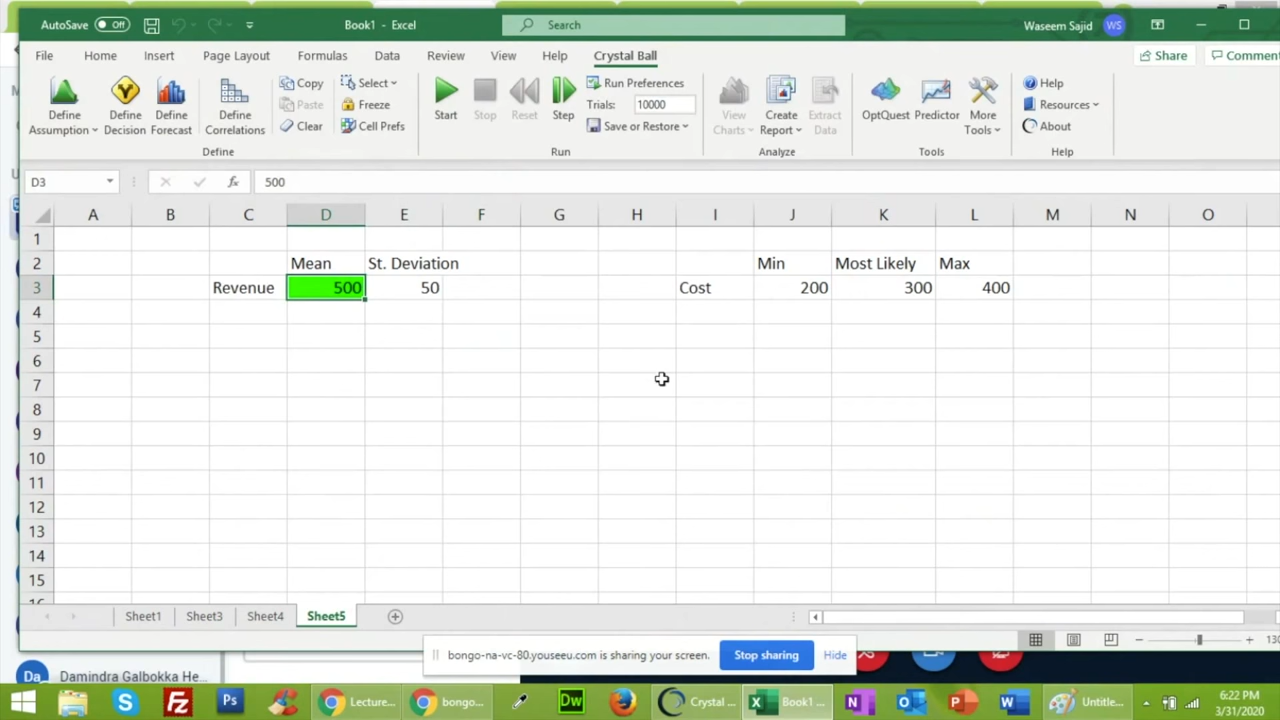 AutoSave Off Book1 - Excel Search Waseem Sajid WS
File Home Insert Page Layout Formulas Data Review View Help Crystal Ball Share Comment
Define Assumption Define Decision Define Forecast Define Correlations Copy Paste Clear Select Freeze Cell Prefs
Start Stop Reset Step Run Preferences Trials: 10000 Save or Restore
View Charts Create Report Extract Data OptQuest Predictor More Tools Help Resources About
Define Run Analyze Tools Help
D3 fx 500
A B C D E F G H I J K L M N O
1
2 Mean St. Deviation Min Most Likely Max
3 Revenue 500 50 Cost 200 300 400
4
5
6
7
8
9
10
11
12
13
14
15
Sheet1 Sheet3 Sheet4 Sheet5
bongo-na-vc-80.youseeu.com is sharing your screen. Stop sharing Hide
Da Damindra Galbokka He...
Ps Lecture... bongo... Dw Crystal ... Book1 ... Untitle... 6:22 PM
3/31/2020